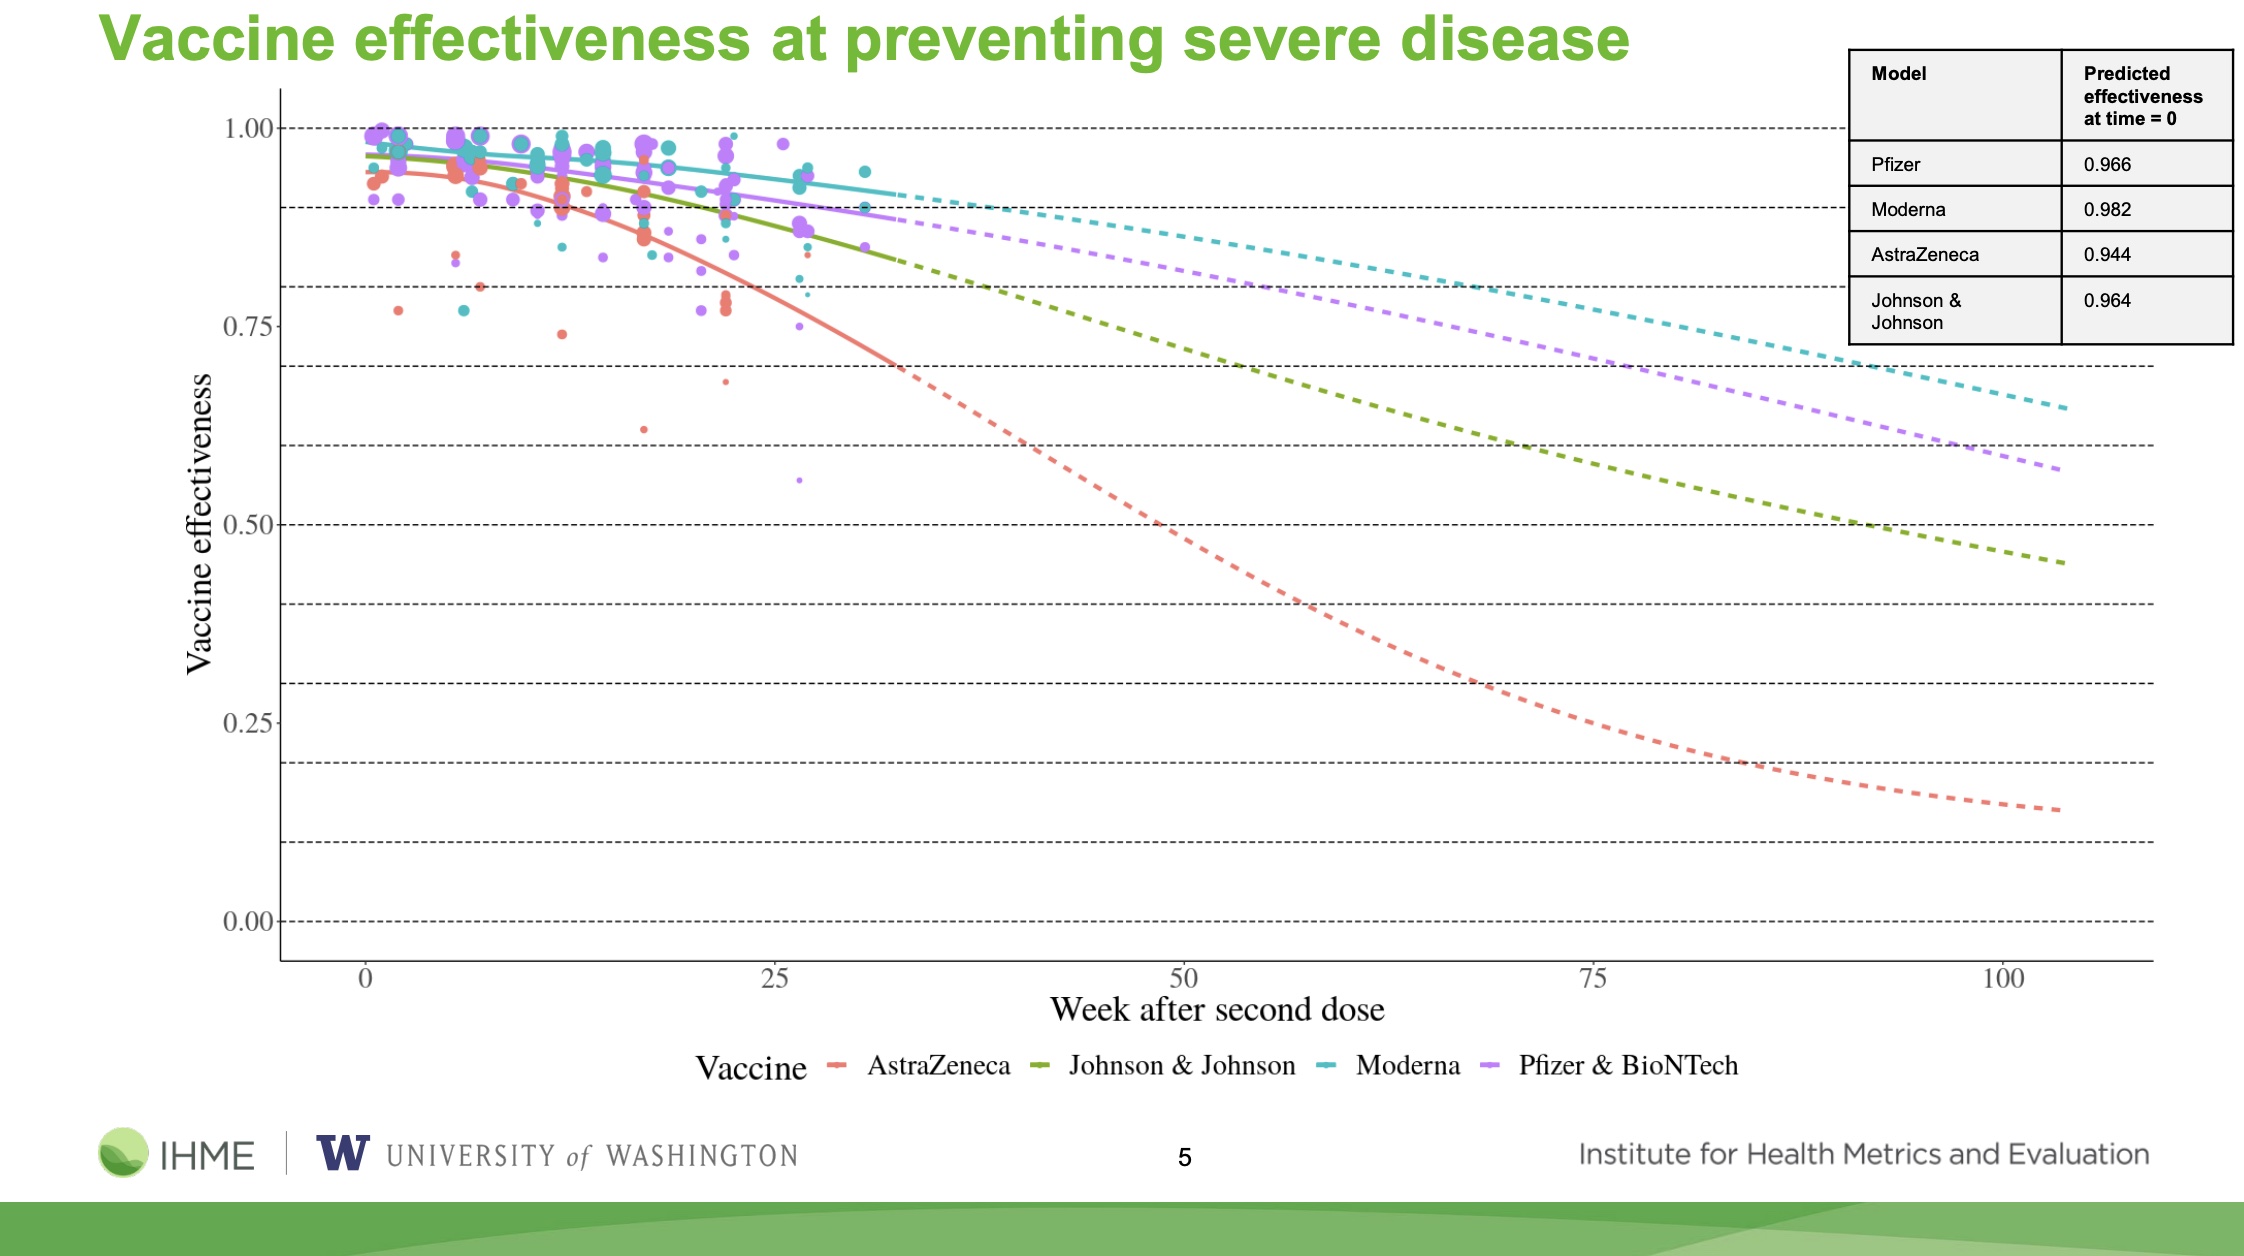 Vaccine effectiveness at preventing severe disease
Model
Predicted
effectiveness
at time = 0
Pfizer
0.966
Moderna
0.982
AstraZeneca
0.944
Johnson &
Johnson
0.964
Vaccine effectiveness
1.00
0.75
0.50
0.25
0.00
0
25
50
75
100
Week after second dose
Vaccine
AstraZeneca
Johnson & Johnson
Moderna
Pfizer & BioNTech
IHME
W
UNIVERSITY of WASHINGTON
5
Institute for Health Metrics and Evaluation